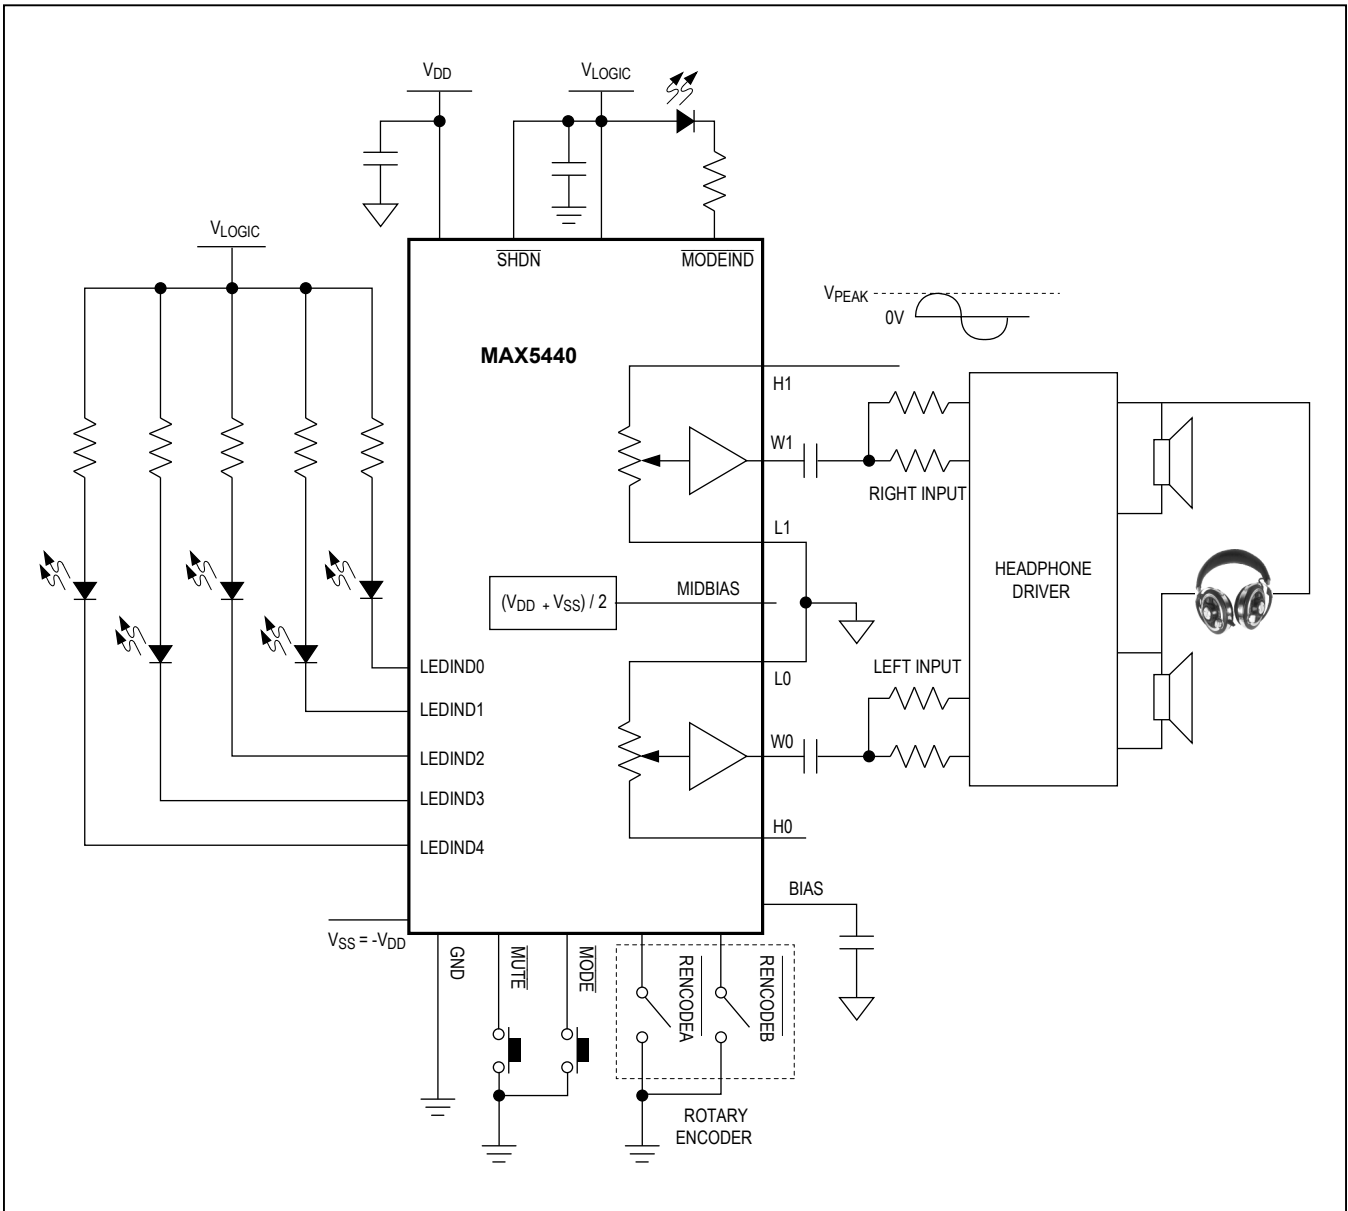 VDD
VLOGIC
VLOGIC
SHDN
MODEIND
MAX5440
VPEAK
0V
H1
W1
RIGHT INPUT
L1
(VDD + VSS) / 2
MIDBIAS
HEADPHONE
DRIVER
LEDIND0
LEDIND1
LEDIND2
LEDIND3
LEDIND4
L0
LEFT INPUT
W0
H0
BIAS
VSS = -VDD
GND
MUTE
MODE
RENCODEA
RENCODEB
ROTARY
ENCODER